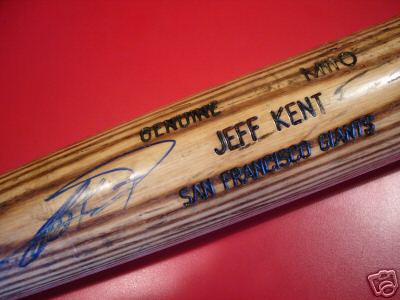 GENUINE M110
JEFF KENT
SAN FRANCISCO GIANTS